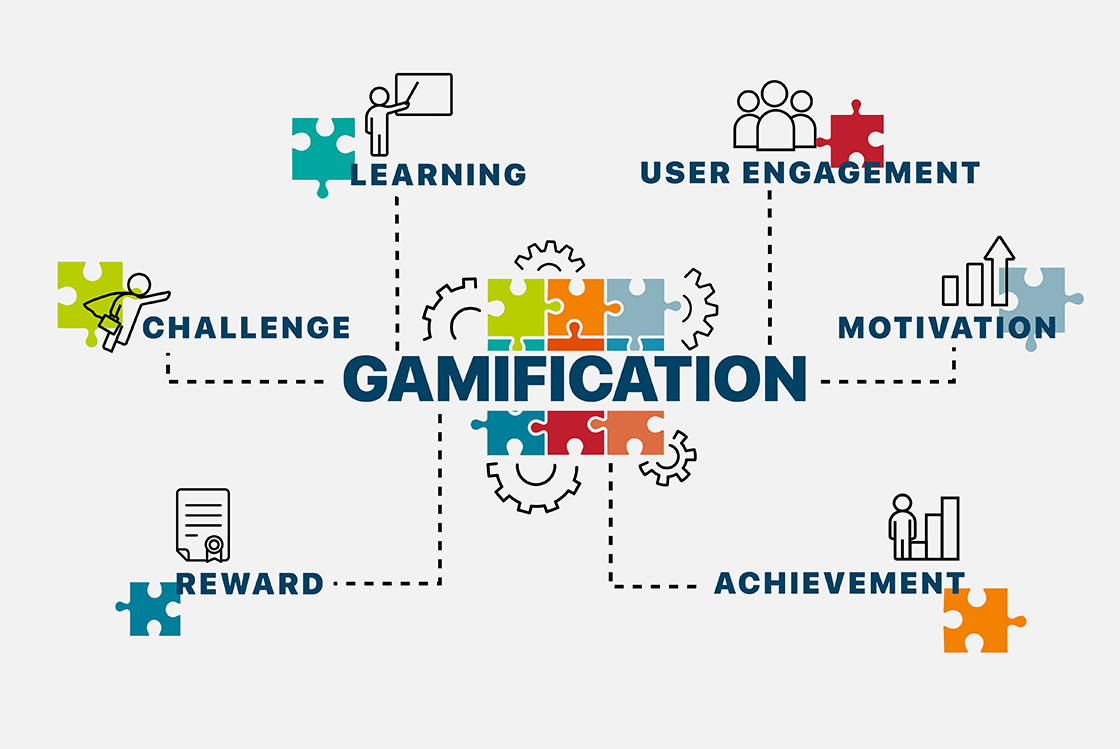 LEARNING
USER ENGAGEMENT
CHALLENGE
MOTIVATION
GAMIFICATION
REWARD
ACHIEVEMENT